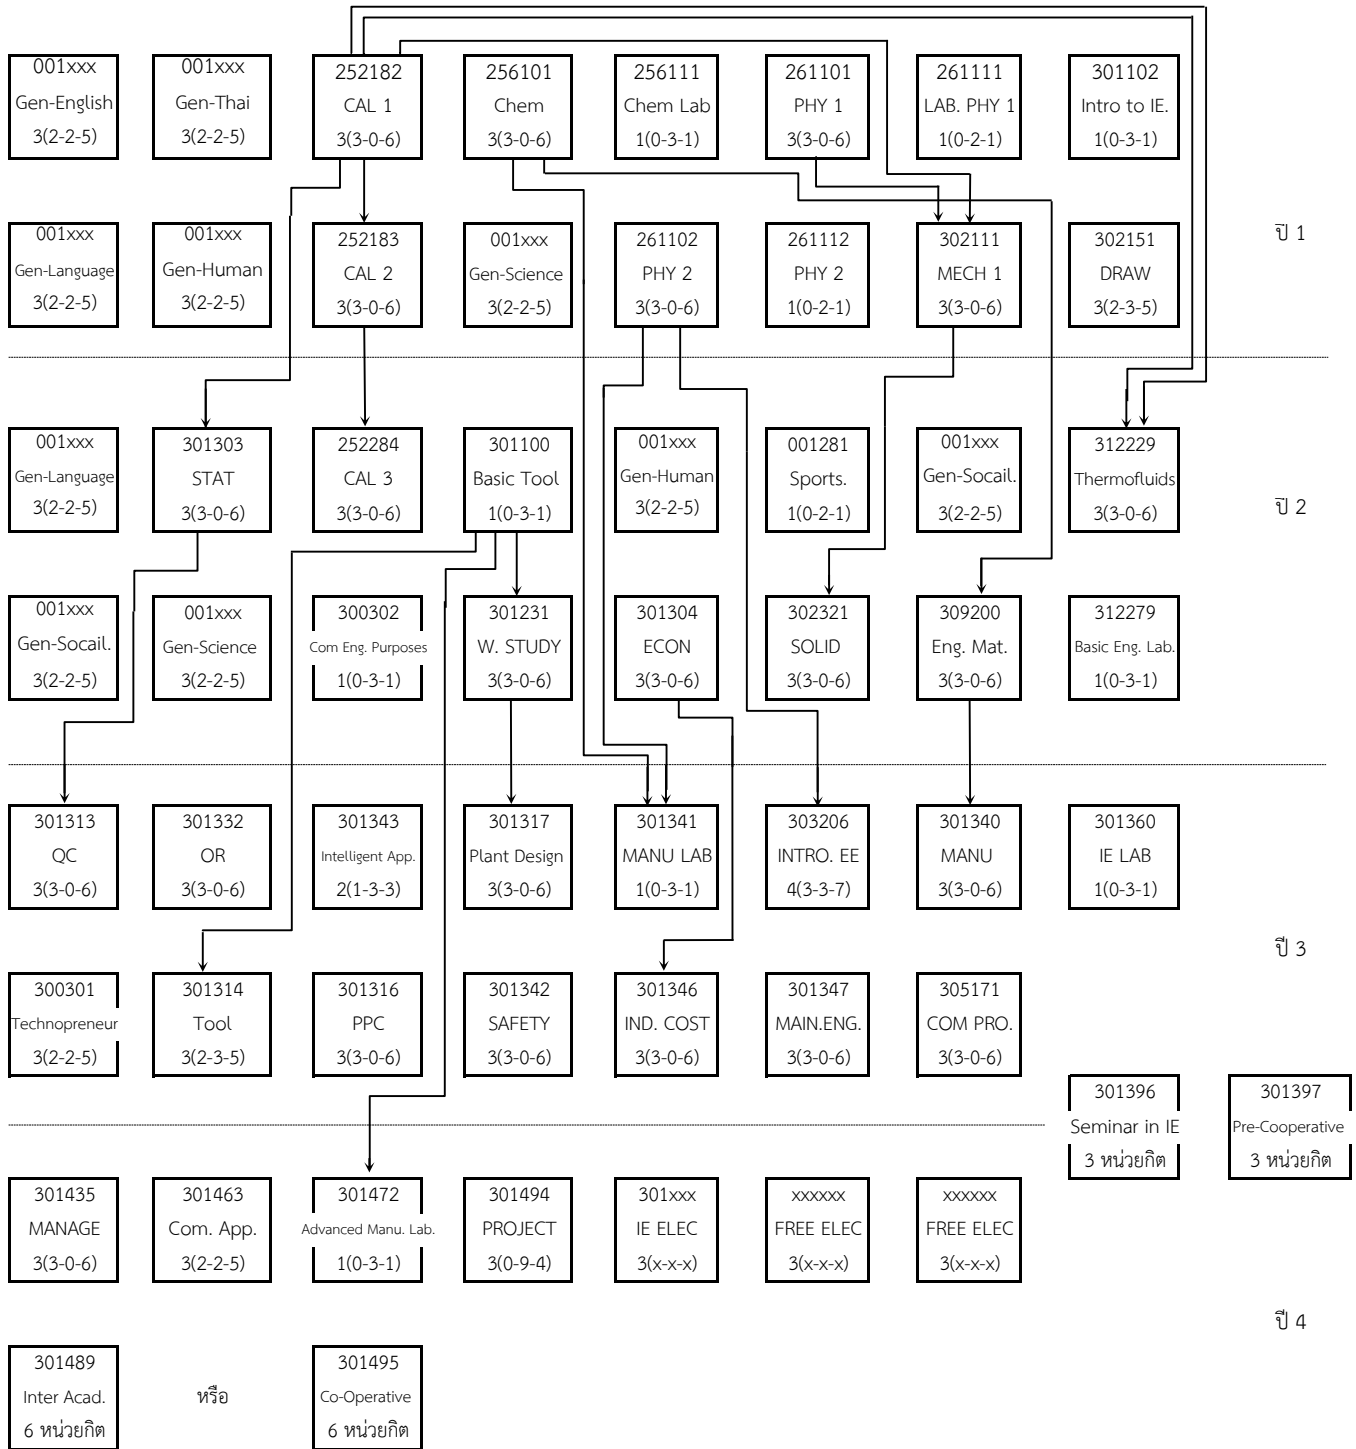 001xxx
Gen-English
3(2-2-5)
001xxx
Gen-Thai
3(2-2-5)
252182
CAL 1
3(3-0-6)
256101
Chem
3(3-0-6)
256111
Chem Lab
1(0-3-1)
261101
PHY 1
3(3-0-6)
261111
LAB. PHY 1
1(0-2-1)
301102
Intro to IE.
1(0-3-1)
ปี 1
001xxx
Gen-Language
3(2-2-5)
001xxx
Gen-Human
3(2-2-5)
252183
CAL 2
3(3-0-6)
001xxx
Gen-Science
3(2-2-5)
261102
PHY 2
3(3-0-6)
261112
PHY 2
1(0-2-1)
302111
MECH 1
3(3-0-6)
302151
DRAW
3(2-3-5)
001xxx
Gen-Language
3(2-2-5)
301303
STAT
3(3-0-6)
252284
CAL 3
3(3-0-6)
301100
Basic Tool
1(0-3-1)
001xxx
Gen-Human
3(2-2-5)
001281
Sports.
1(0-2-1)
001xxx
Gen-Socail.
3(2-2-5)
312229
Thermofluids
3(3-0-6)
ปี 2
001xxx
Gen-Socail.
3(2-2-5)
001xxx
Gen-Science
3(2-2-5)
300302
Com Eng. Purposes
1(0-3-1)
301231
W. STUDY
3(3-0-6)
301304
ECON
3(3-0-6)
302321
SOLID
3(3-0-6)
309200
Eng. Mat.
3(3-0-6)
312279
Basic Eng. Lab.
1(0-3-1)
301313
QC
3(3-0-6)
301332
OR
3(3-0-6)
301343
Intelligent App.
2(1-3-3)
301317
Plant Design
3(3-0-6)
301341
MANU LAB
1(0-3-1)
303206
INTRO. EE
4(3-3-7)
301340
MANU
3(3-0-6)
301360
IE LAB
1(0-3-1)
ปี 3
300301
Technopreneur
3(2-2-5)
301314
Tool
3(2-3-5)
301316
PPC
3(3-0-6)
301342
SAFETY
3(3-0-6)
301346
IND. COST
3(3-0-6)
301347
MAIN.ENG.
3(3-0-6)
305171
COM PRO.
3(3-0-6)
301396
Seminar in IE
3 หน่วยกิต
301397
Pre-Cooperative
3 หน่วยกิต
301435
MANAGE
3(3-0-6)
301463
Com. App.
3(2-2-5)
301472
Advanced Manu. Lab.
1(0-3-1)
301494
PROJECT
3(0-9-4)
301xxx
IE ELEC
3(x-x-x)
xxxxxx
FREE ELEC
3(x-x-x)
xxxxxx
FREE ELEC
3(x-x-x)
ปี 4
301489
Inter Acad.
6 หน่วยกิต
หรือ
301495
Co-Operative
6 หน่วยกิต